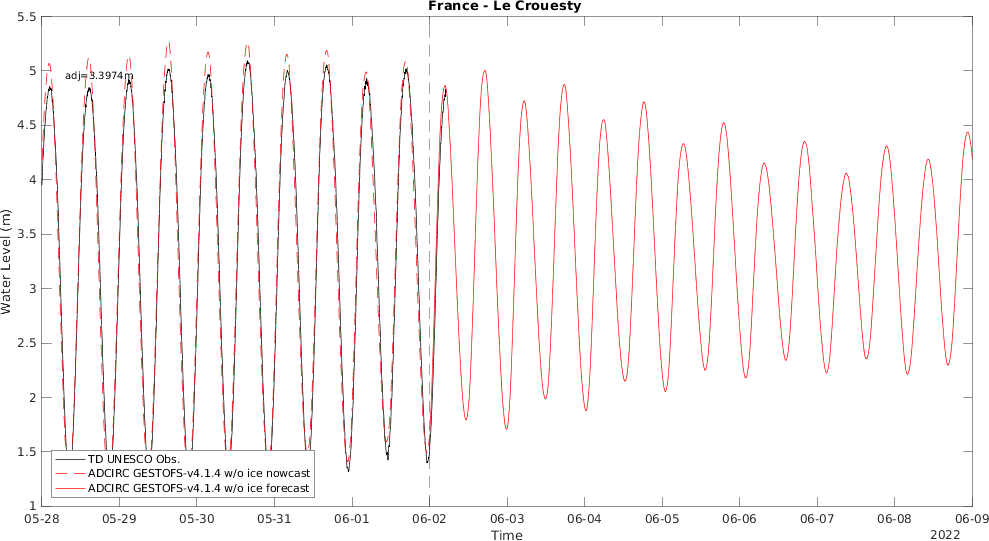 France - Le Crouesty
5.5
5
4.5
4
3.5
3
2.5
2
1.5
1
Water Level (m)
adj=3.3974m
TD UNESCO Obs.
ADCIRC GESTOFS-v4.1.4 w/o ice nowcast
ADCIRC GESTOFS-v4.1.4 w/o ice forecast
05-28 05-29 05-30 05-31 06-01 06-02 06-03 06-04 06-05 06-06 06-07 06-08 06-09
Time
2022